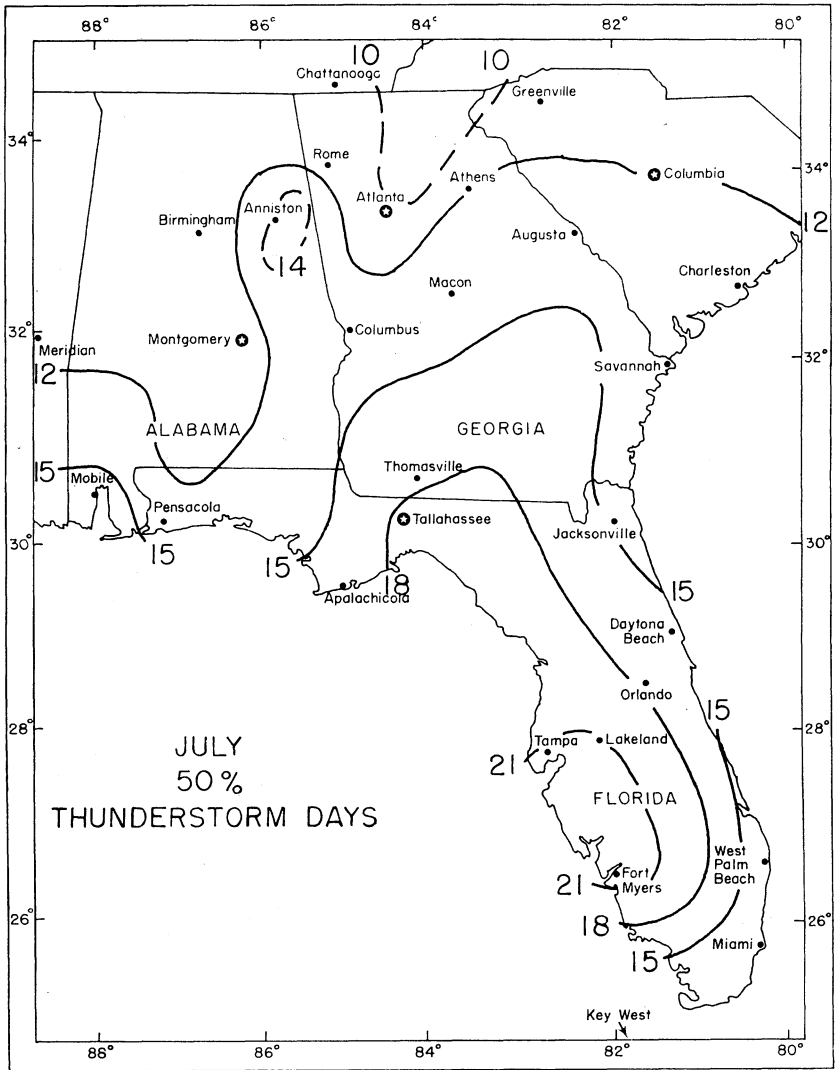 88° 86° 84° 82° 80°
10
10
Chattanooga
Greenville
34°
34°
Rome
Athens
Columbia
Atlanta
Anniston
Birmingham
12
Augusta
14
Charleston
Macon
32°
32°
Columbus
Montgomery
Meridian
Savannah
12
ALABAMA
GEORGIA
15
Mobile
Thomasville
Pensacola
Tallahassee
Jacksonville
30°
30°
15
15
18
15
Apalachicola
Daytona
Beach
Orlando
15
28°
28°
JULY
50%
THUNDERSTORM DAYS
Tampa
Lakeland
21
FLORIDA
West
Palm
Beach
Fort
Myers
21
26°
26°
18
Miami
15
Key West
88° 86° 84° 82° 80°